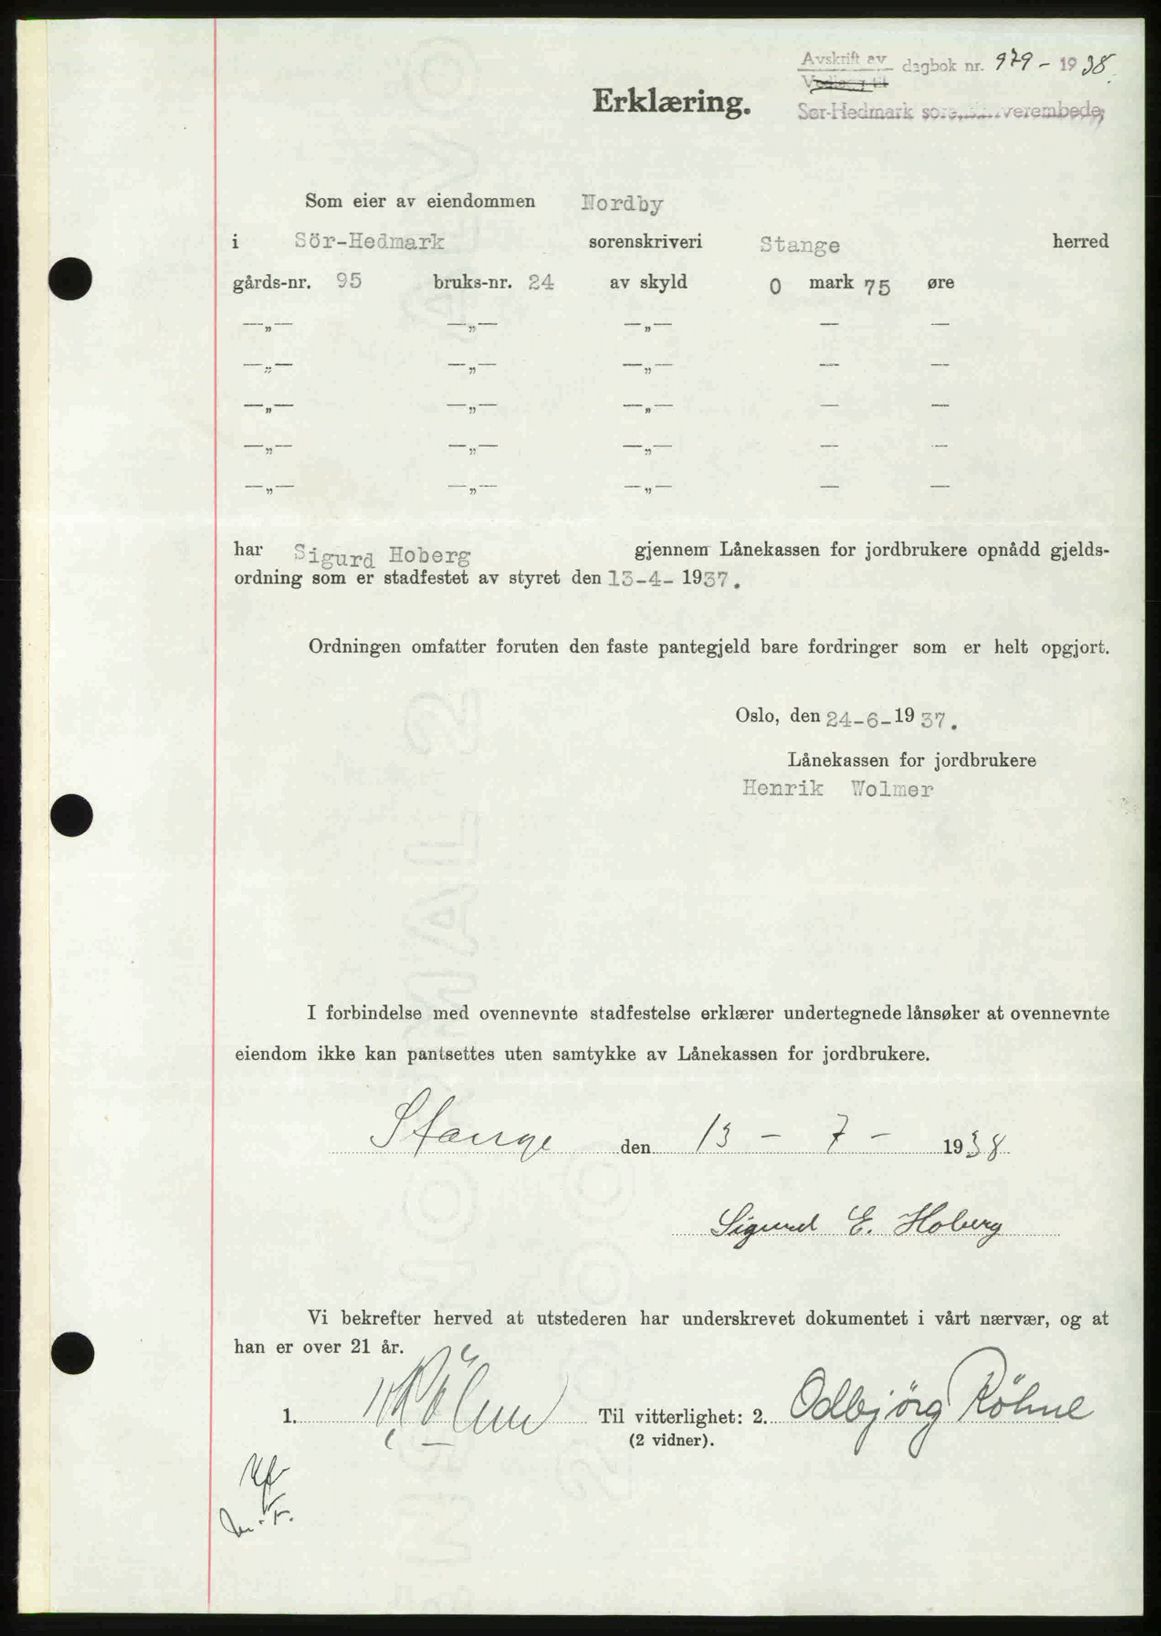 Avskrift av dagbok nr. 979 - 1938.
Sør-Hedmark
Erklæring.
Som eier av eiendommen Nordby
i Sör-Hedmark sorenskriveri Stange herred
gårds-nr. 95 bruks-nr. 24 av skyld 0 mark 75 øre
—„— —„— —„— — —
—„— —„— —„— — —
—„— —„— —„— — —
—„— —„— —„— — —
—„— —„— —„— — —
har Sigurd Hoberg gjennem Lånekassen for jordbrukere opnådd gjelds-
ordning som er stadfestet av styret den 13-4- 1937.
Ordningen omfatter foruten den faste pantegjeld bare fordringer som er helt opgjort.
Oslo, den 24-6-1937.
Lånekassen for jordbrukere
Henrik Wolmer
I forbindelse med ovennevnte stadfestelse erklærer undertegnede lånsøker at ovennevnte
eiendom ikke kan pantsettes uten samtykke av Lånekassen for jordbrukere.
Stange den 13 - 7 - 1938
Sigurd E. Hoberg
Vi bekrefter herved at utstederen har underskrevet dokumentet i vårt nærvær, og at
han er over 21 år.
1. Til vitterlighet: 2. Odbjörg Röhne
(2 vidner).